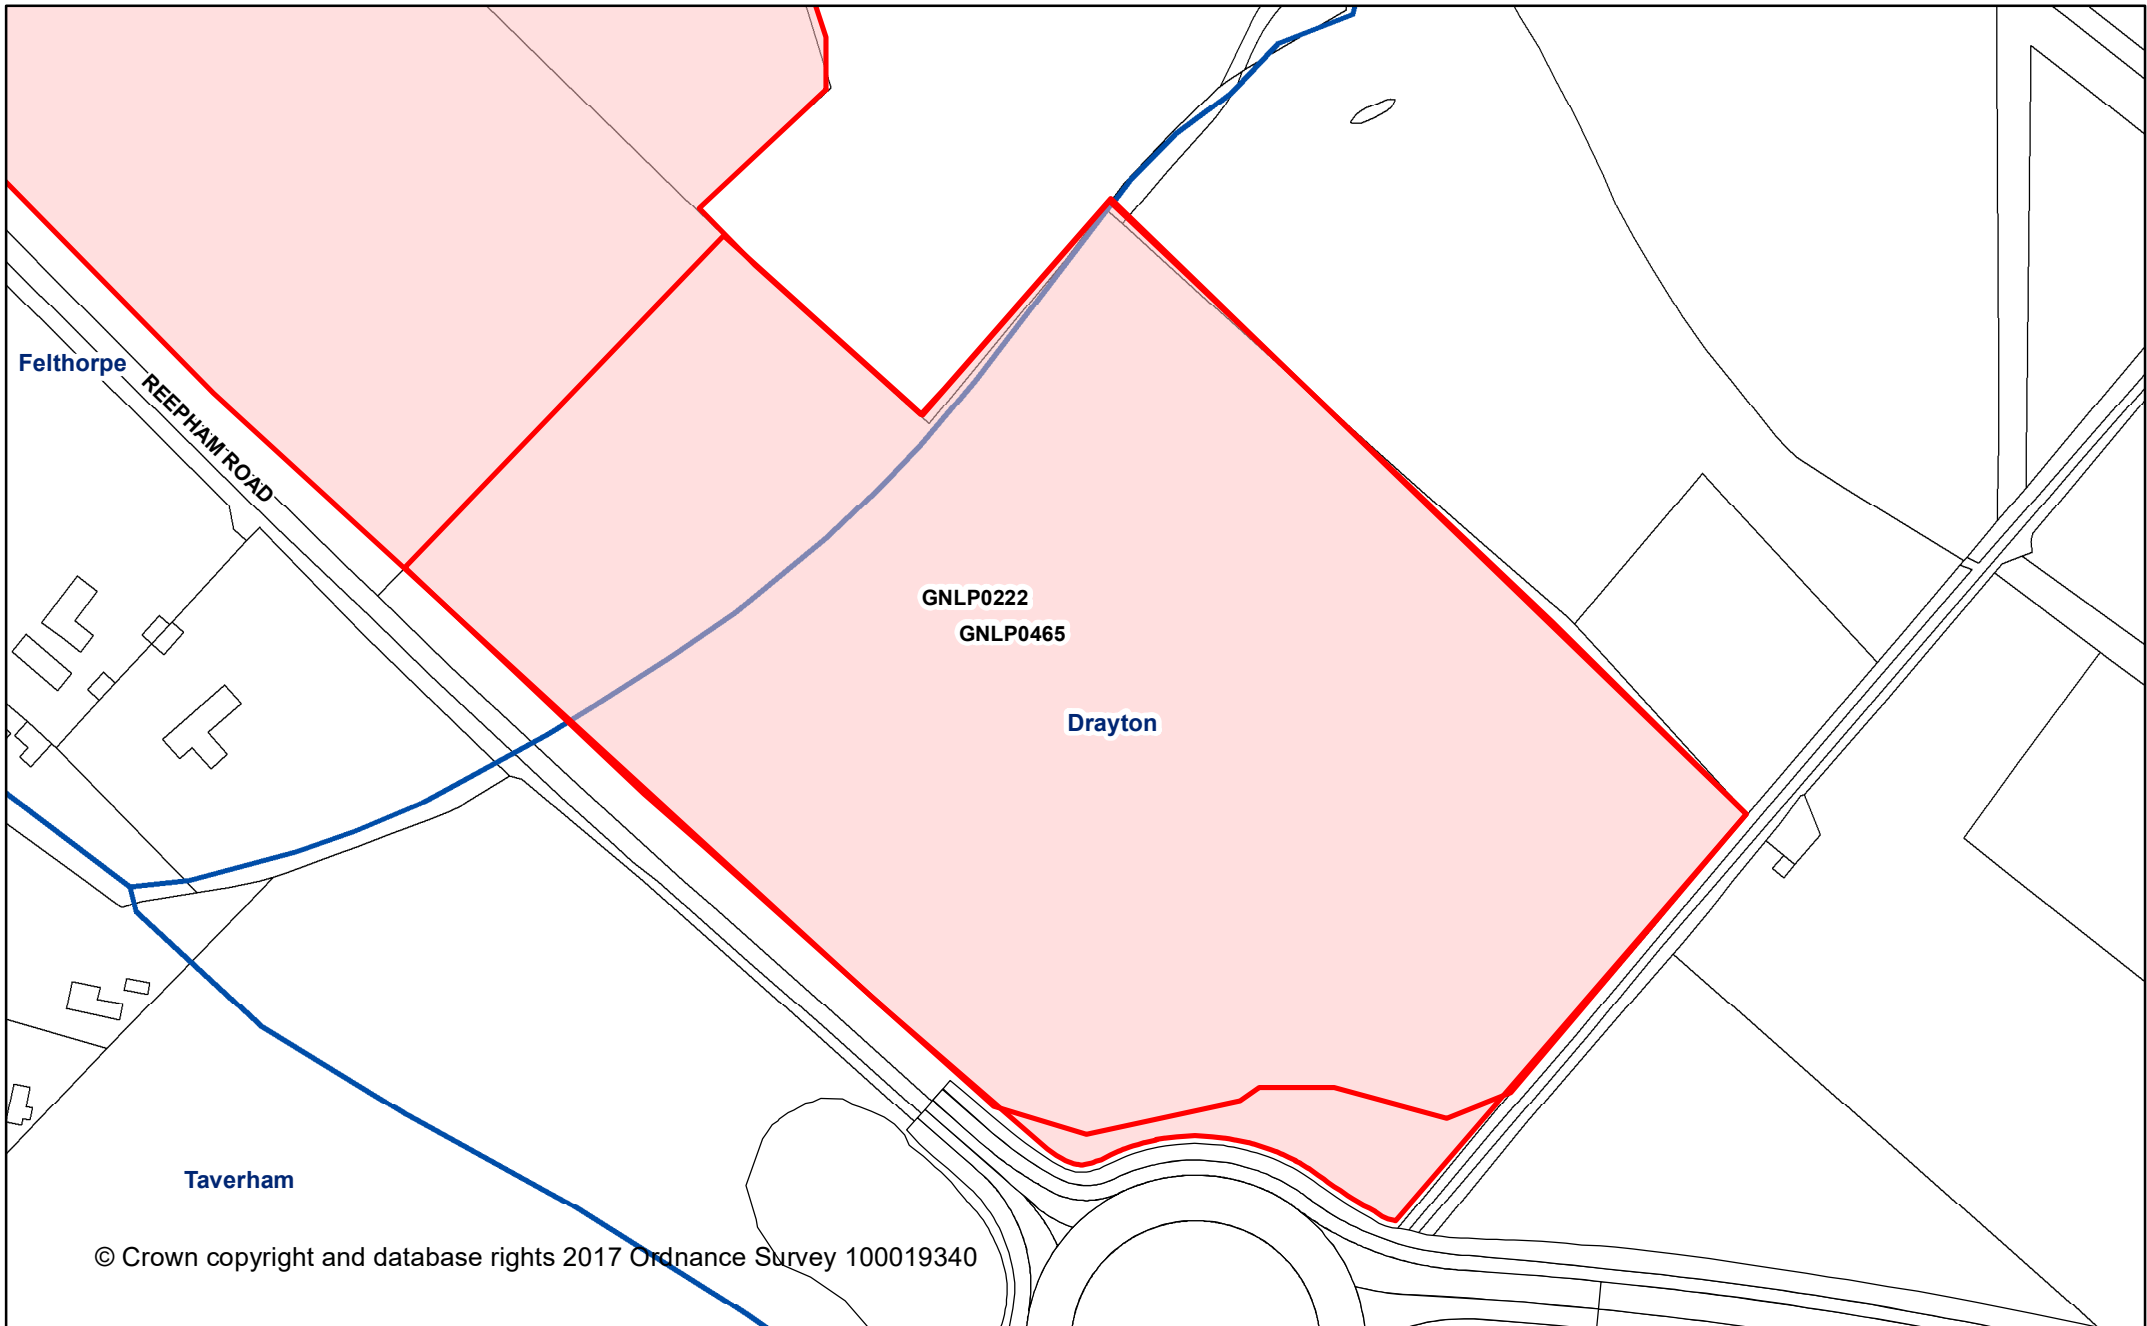 Felthorpe
REEPHAM ROAD
GNLP0222
GNLP0465
Drayton
Taverham
© Crown copyright and database rights 2017 Ordnance Survey 100019340